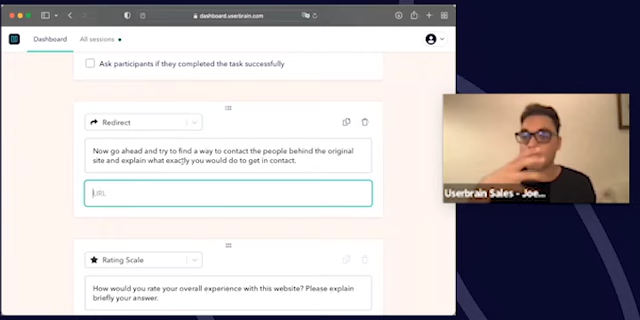 dashboard.userbrain.com
Dashboard
All sessions
Ask participants if they completed the task successfully
Redirect
Now go ahead and try to find a way to contact the people behind the original
site and explain what exactly you would do to get in contact.
URL
Rating Scale
How would you rate your overall experience with this website? Please explain
briefly your answer.
Userbrain Sales - Joe...